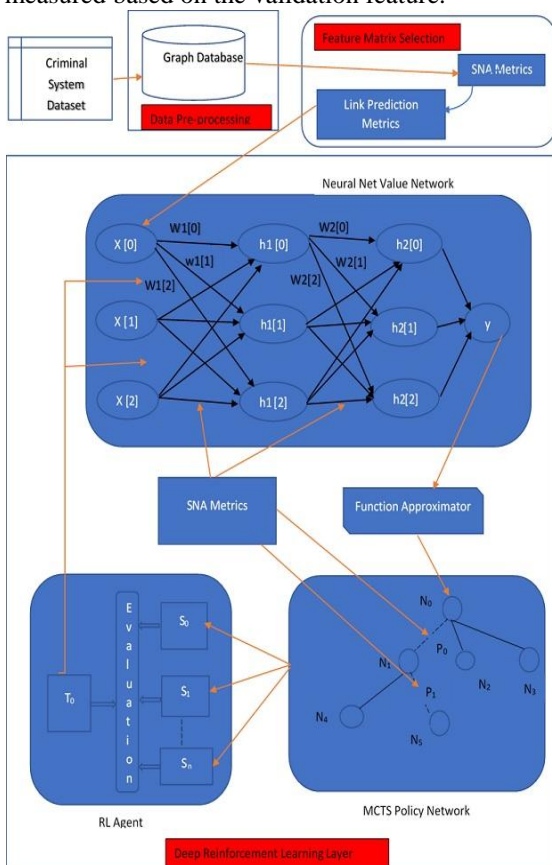 measured based on the validation feature.
Criminal
System
Dataset
Graph Database
Data Pre-processing
Feature Matrix Selection
SNA Metrics
Link Prediction
Metrics
Neural Net Value Network
X [0]
X [1]
X [2]
W1[0]
w1[1]
W1[2]
h1 [0]
h1[1]
h1 [2]
W2[0]
W2[1]
W2[2]
h2[0]
h2[1]
h2[2]
y
SNA Metrics
Function Approximator
T0
Evaluation
S0
S1
Sn
RL Agent
N0
P0
N1
N2
N3
P1
N4
N5
MCTS Policy Network
Deep Reinforcement Learning Layer